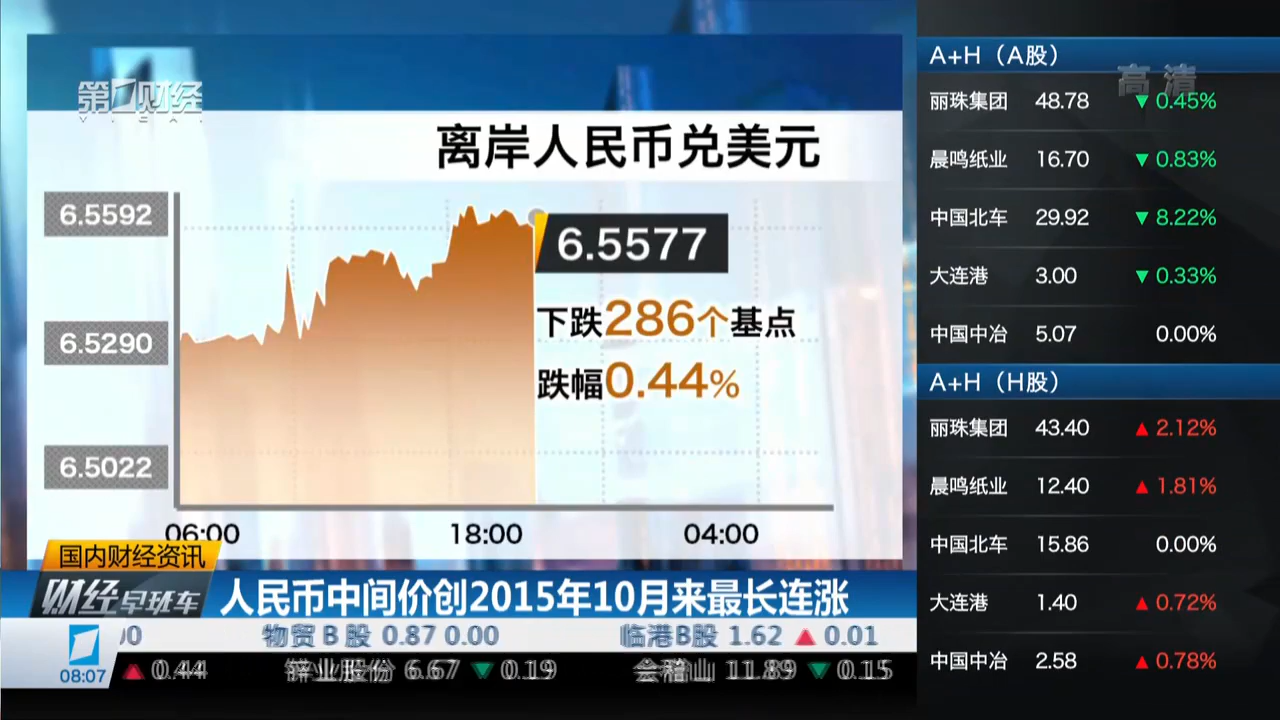 第1财经
YICAI
离岸人民币兑美元
6.5592
6.5577
下跌286个基点
6.5290
跌幅0.44%
6.5022
06:00 18:00 04:00
国内财经资讯
财经早班车
人民币中间价创2015年10月来最长连涨
物贸B股 0.87 0.00 临港B股 1.62 ▲ 0.01
08:07
▲ 0.44 锌业股份 6.67 ▼ 0.19 会稽山 11.89 ▼ 0.15
A+H（A股）
高清
丽珠集团 48.78 ▼ 0.45%
晨鸣纸业 16.70 ▼ 0.83%
中国北车 29.92 ▼ 8.22%
大连港 3.00 ▼ 0.33%
中国中冶 5.07 0.00%
A+H（H股）
丽珠集团 43.40 ▲ 2.12%
晨鸣纸业 12.40 ▲ 1.81%
中国北车 15.86 0.00%
大连港 1.40 ▲ 0.72%
中国中冶 2.58 ▲ 0.78%